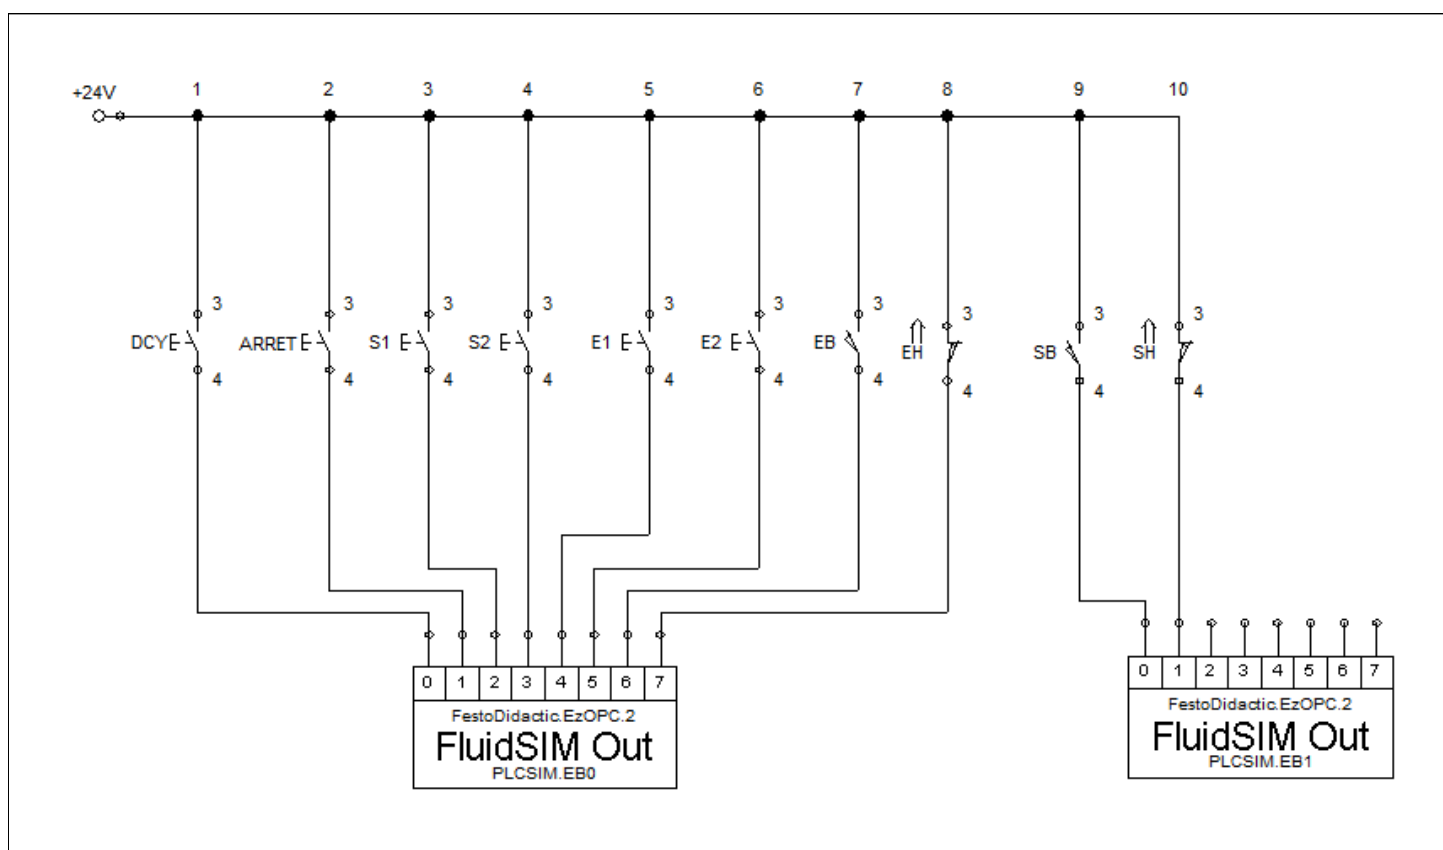 +24V 1 2 3 4 5 6 7 8 9 10
3 3 3 3 3 3 3 3 3 3
DCY ARRET S1 S2 E1 E2 EB EH SB SH
4 4 4 4 4 4 4 4 4 4
0 1 2 3 4 5 6 7
FestoDidactic.EzOPC.2
FluidSIM Out
PLCSIM.EB0
0 1 2 3 4 5 6 7
FestoDidactic.EzOPC.2
FluidSIM Out
PLCSIM.EB1